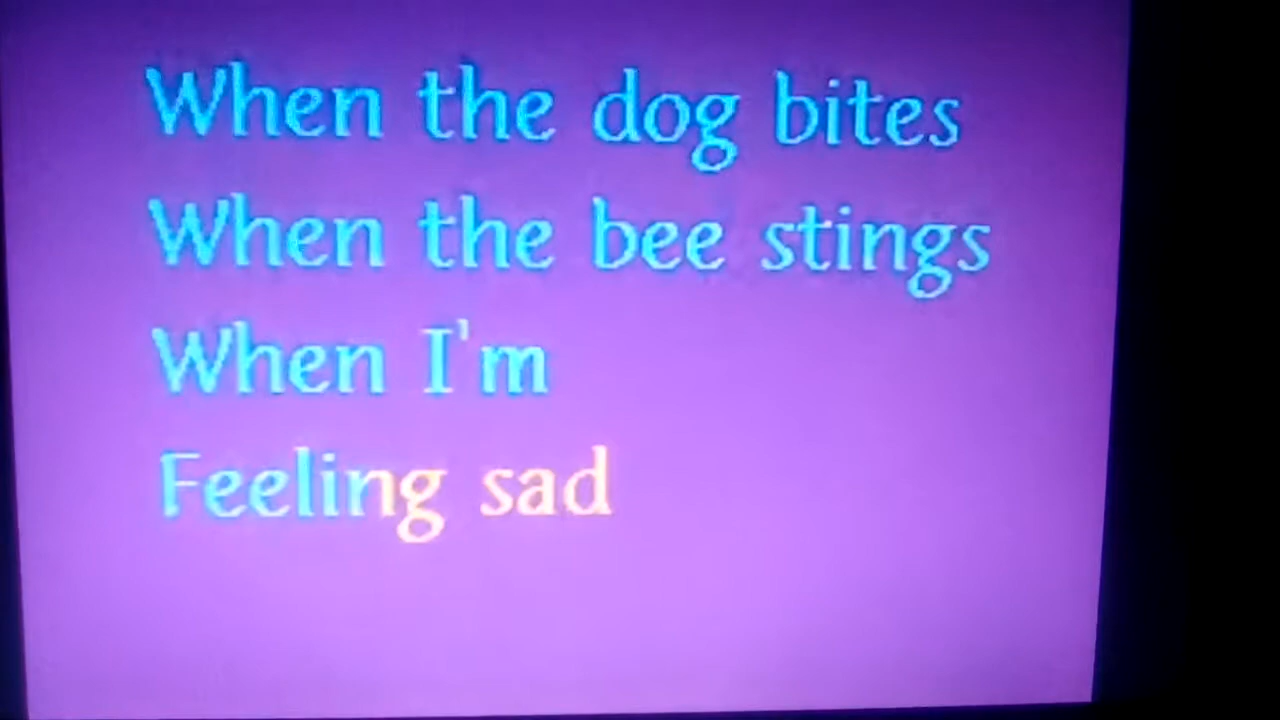 When the dog bites
When the bee stings
When I'm
Feeling sad